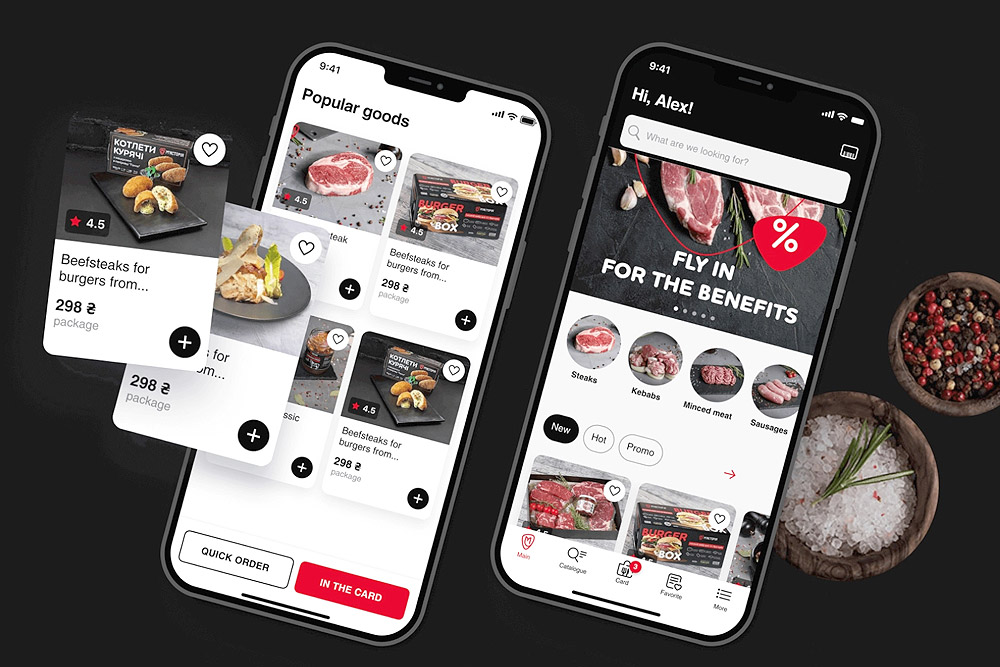 КОТЛЕТИ
КУРЯЧІ
4.5
Beefsteaks for
burgers from...
298 ₴
package
s for
om...
298 ₴
package
9:41
Popular goods
4.5
teak
BURGER
BOX
4.5
Beefsteaks for
burgers from...
298 ₴
package
ssic
КОТЛЕТИ
КУРЯЧІ
4.5
Beefsteaks for
burgers from...
298 ₴
package
QUICK ORDER
IN THE CARD
9:41
Hi, Alex!
What are we looking for?
%
FLY IN
FOR THE BENEFITS
Steaks
Kebabs
Minced meat
Sausages
New
Hot
Promo
BURGER
BOX
Main
Catalogue
3
Card
Favorite
More